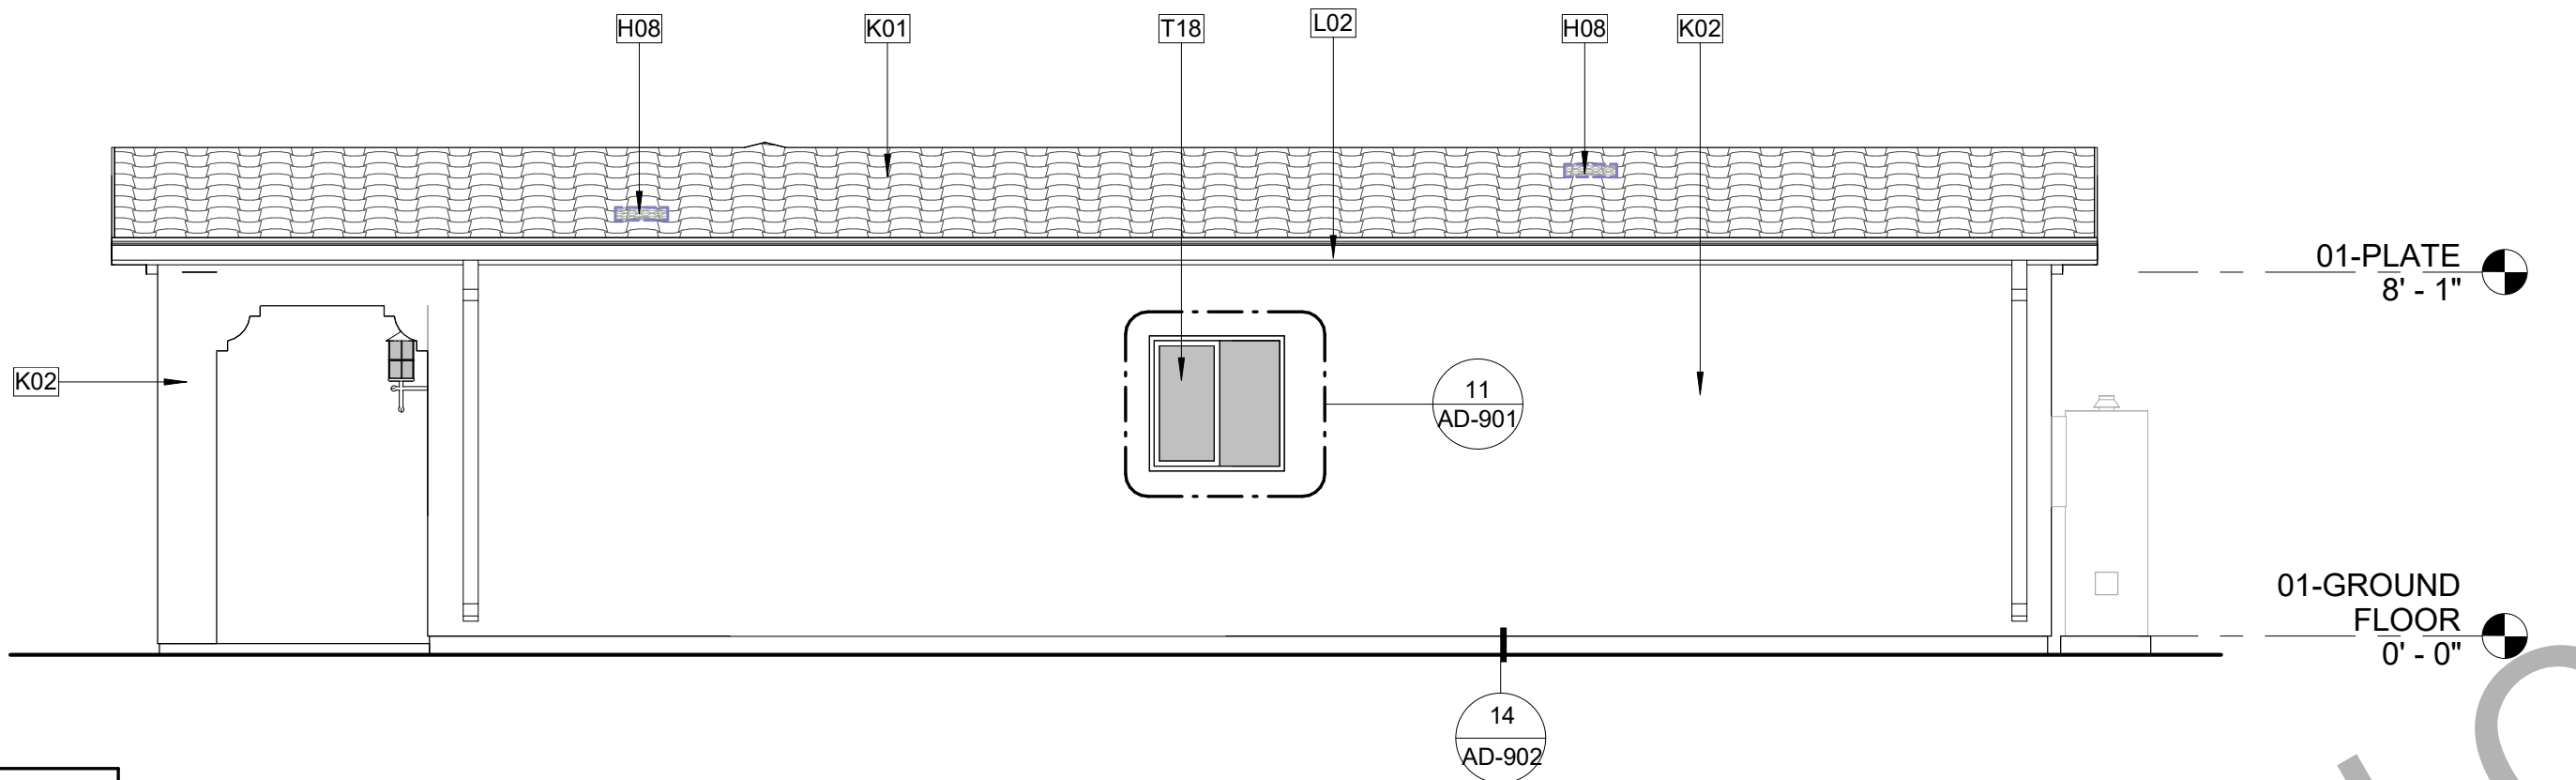 H08
K01
T18
L02
H08
K02
01-PLATE
8' - 1"
K02
11
AD-901
01-GROUND
FLOOR
0' - 0"
14
AD-902